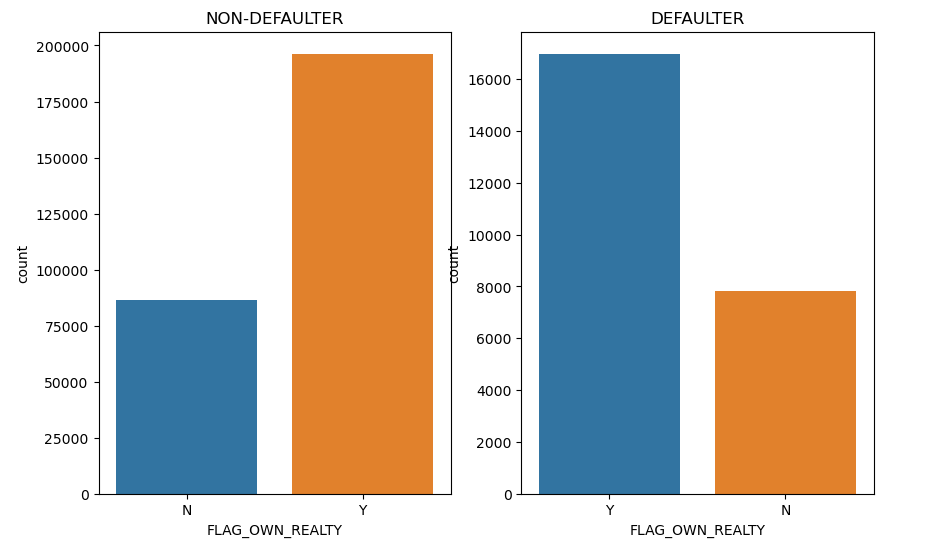 NON-DEFAULTER
200000
175000
150000
125000
100000
75000
50000
25000
0
count
N Y
FLAG_OWN_REALTY
DEFAULTER
16000
14000
12000
10000
8000
6000
4000
2000
0
count
Y N
FLAG_OWN_REALTY